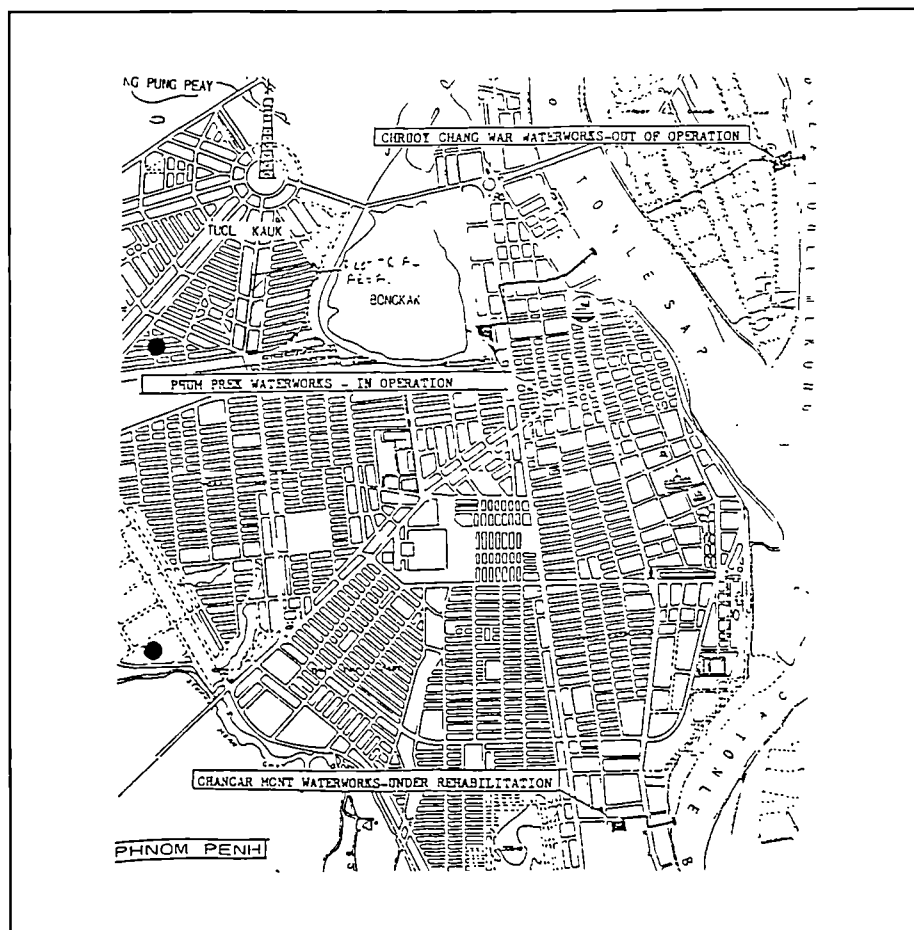 NG PUNG PEAY
CHROOY CHANG WAR WATERWORKS-OUT OF OPERATION
TONLE SAP
TUOL KAUK
BONGKAK
PHUM PREK WATERWORKS - IN OPERATION
CHANCAR MONT WATERWORKS-UNDER REHABILITATION
TONLE
B
PHNOM PENH